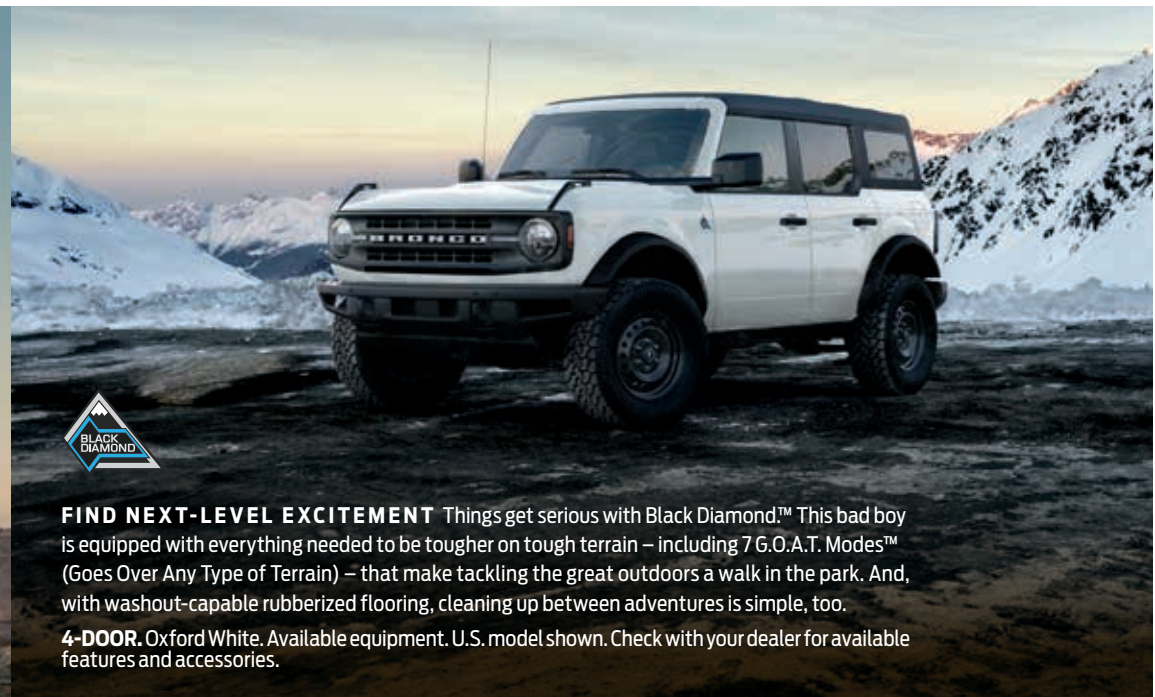 BRONCO
BLACK
DIAMOND
FIND NEXT-LEVEL EXCITEMENT Things get serious with Black Diamond.™ This bad boy
is equipped with everything needed to be tougher on tough terrain – including 7 G.O.A.T. Modes™
(Goes Over Any Type of Terrain) – that make tackling the great outdoors a walk in the park. And,
with washout-capable rubberized flooring, cleaning up between adventures is simple, too.
4-DOOR. Oxford White. Available equipment. U.S. model shown. Check with your dealer for available
features and accessories.